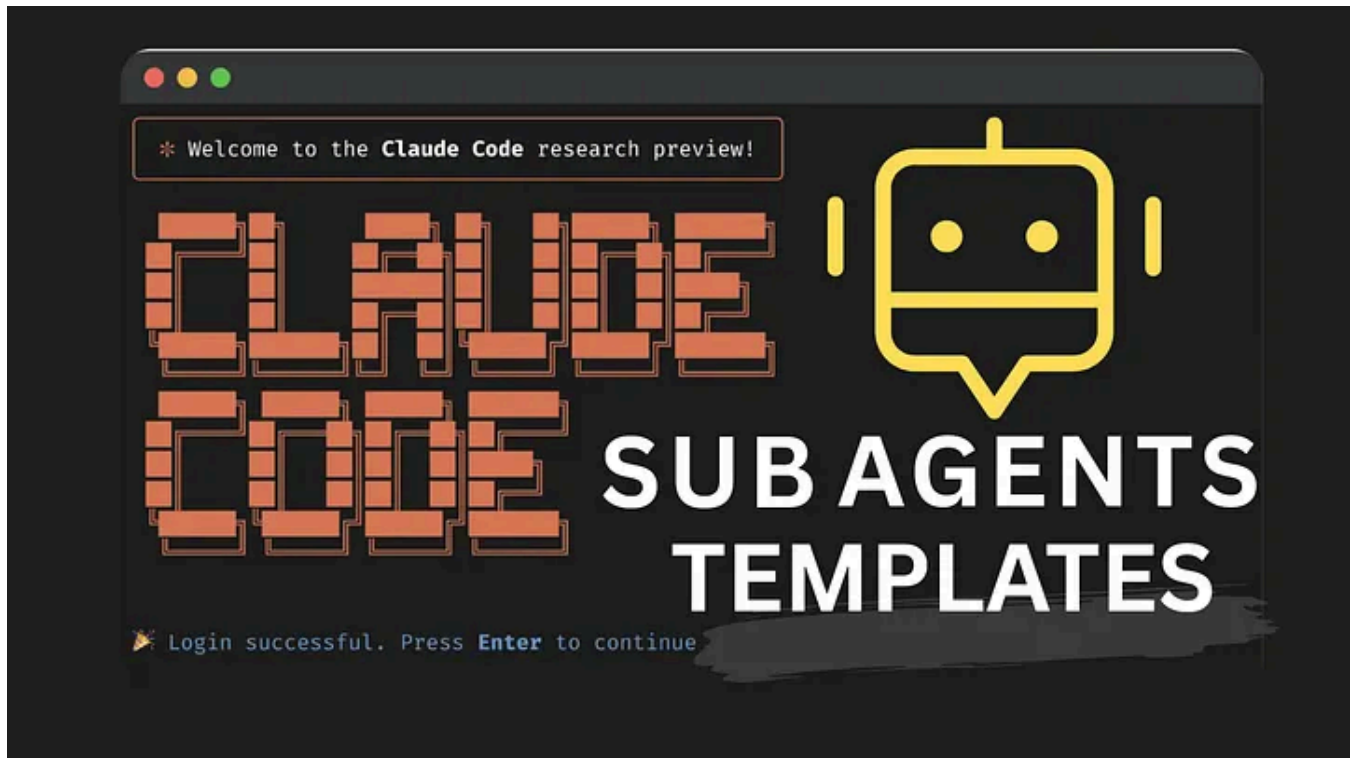 * Welcome to the Claude Code research preview!
CLAUDE
CODE
SUB AGENTS
TEMPLATES
🎉 Login successful. Press Enter to continue